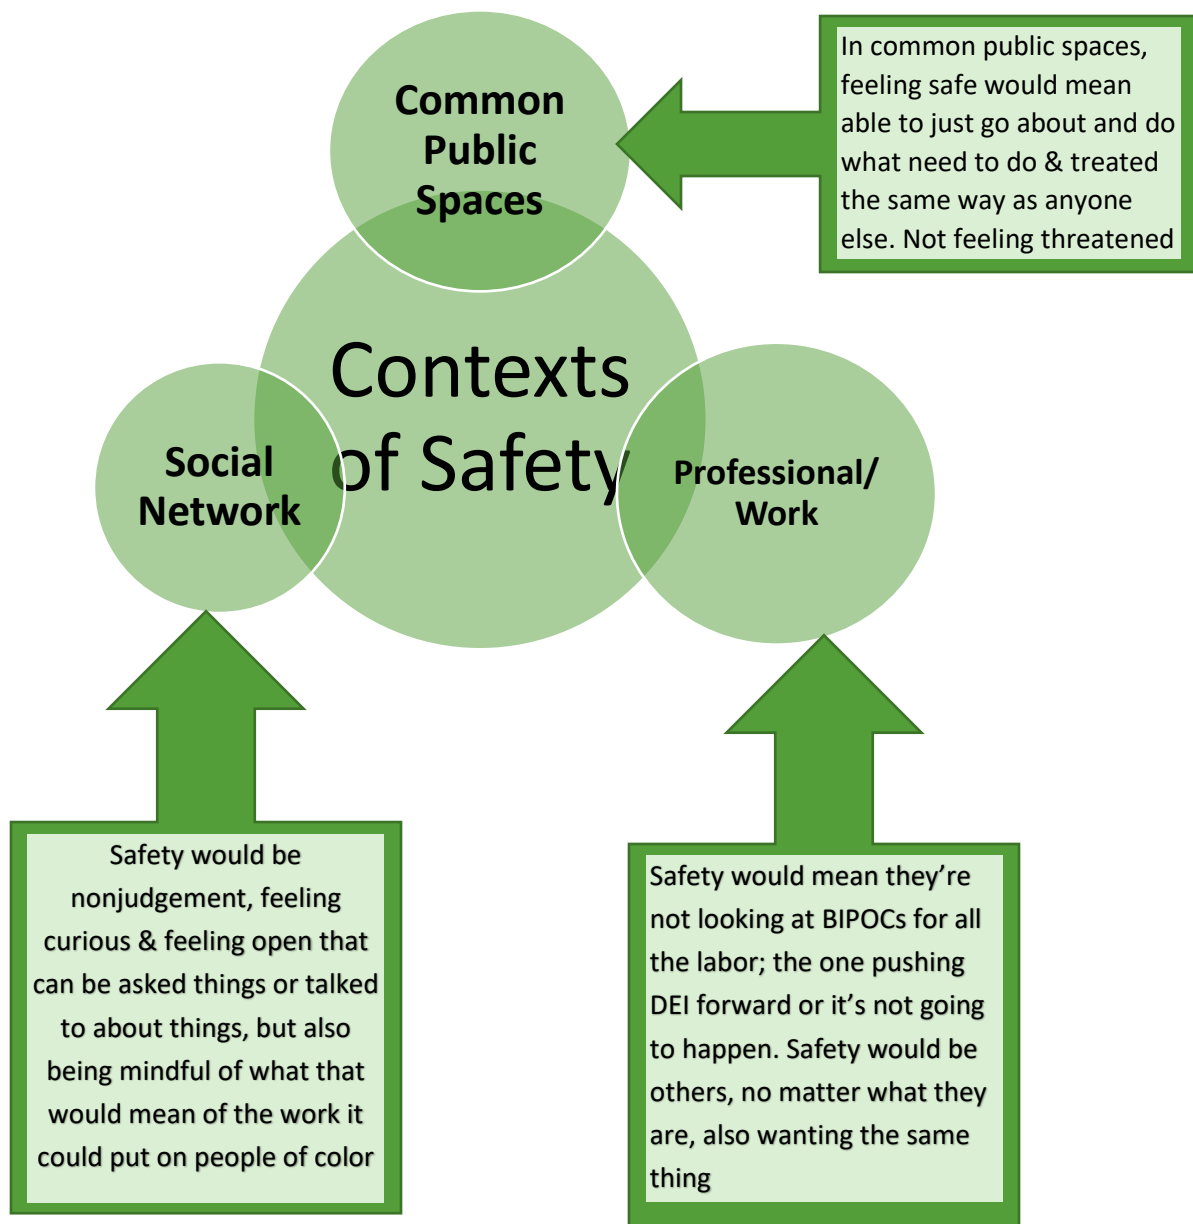 Common
Public
Spaces
In common public spaces,
feeling safe would mean
able to just go about and do
what need to do & treated
the same way as anyone
else. Not feeling threatened
Contexts
of Safety
Social
Network
Professional/
Work
Safety would be
nonjudgement, feeling
curious & feeling open that
can be asked things or talked
to about things, but also
being mindful of what that
would mean of the work it
could put on people of color
Safety would mean they’re
not looking at BIPOCs for all
the labor; the one pushing
DEI forward or it’s not going
to happen. Safety would be
others, no matter what they
are, also wanting the same
thing